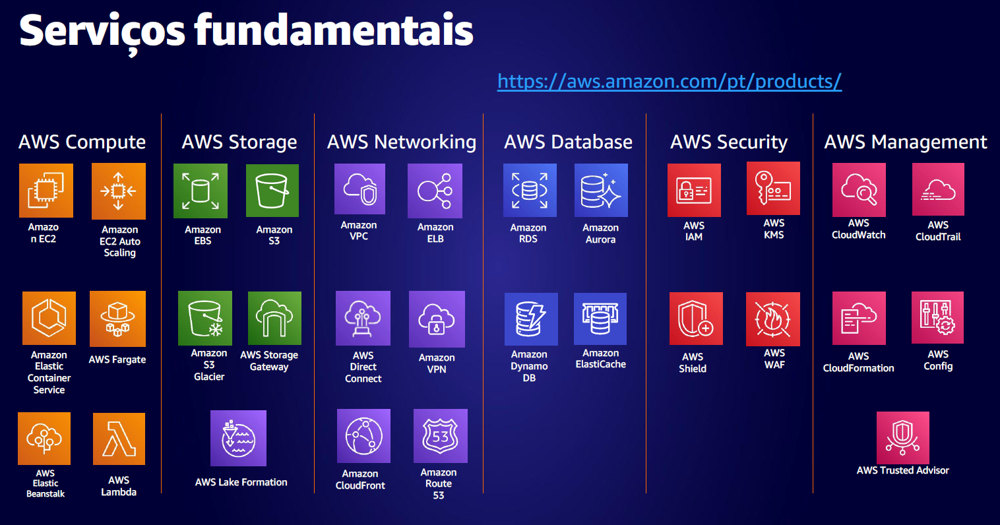 Serviços fundamentais
https://aws.amazon.com/pt/products/
AWS Compute
Amazo
n EC2
Amazon
EC2 Auto
Scaling
Amazon
Elastic
Container
Service
AWS Fargate
AWS
Elastic
Beanstalk
AWS
Lambda
AWS Storage
Amazon
EBS
Amazon
S3
Amazon
S3
Glacier
AWS Storage
Gateway
AWS Lake Formation
AWS Networking
Amazon
VPC
Amazon
ELB
AWS
Direct
Connect
Amazon
VPN
Amazon
CloudFront
53
Amazon
Route
53
AWS Database
Amazon
RDS
Amazon
Aurora
Amazon
Dynamo
DB
Amazon
ElastiCache
AWS Security
AWS
IAM
AWS
KMS
AWS
Shield
AWS
WAF
AWS Management
AWS
CloudWatch
AWS
CloudTrail
AWS
CloudFormation
AWS
Config
AWS Trusted Advisor